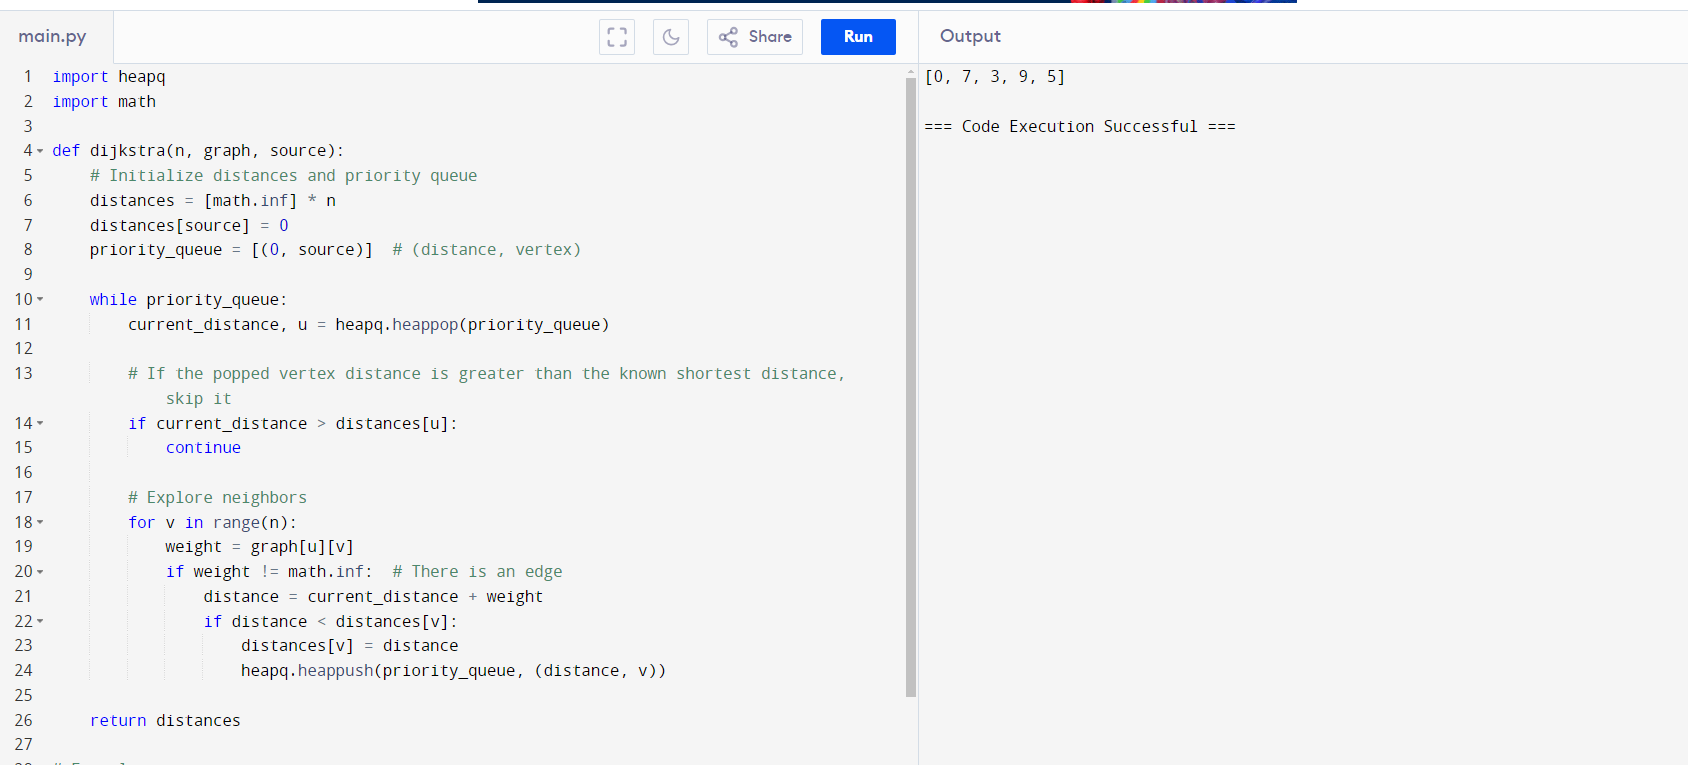 main.py
Share
Run
Output
1 import heapq
2 import math
3
4 def dijkstra(n, graph, source):
5     # Initialize distances and priority queue
6     distances = [math.inf] * n
7     distances[source] = 0
8     priority_queue = [(0, source)]  # (distance, vertex)
9
10     while priority_queue:
11         current_distance, u = heapq.heappop(priority_queue)
12
13         # If the popped vertex distance is greater than the known shortest distance,
            skip it
14         if current_distance > distances[u]:
15             continue
16
17         # Explore neighbors
18         for v in range(n):
19             weight = graph[u][v]
20             if weight != math.inf:  # There is an edge
21                 distance = current_distance + weight
22                 if distance < distances[v]:
23                     distances[v] = distance
24                     heapq.heappush(priority_queue, (distance, v))
25
26     return distances
27
[0, 7, 3, 9, 5]
=== Code Execution Successful ===